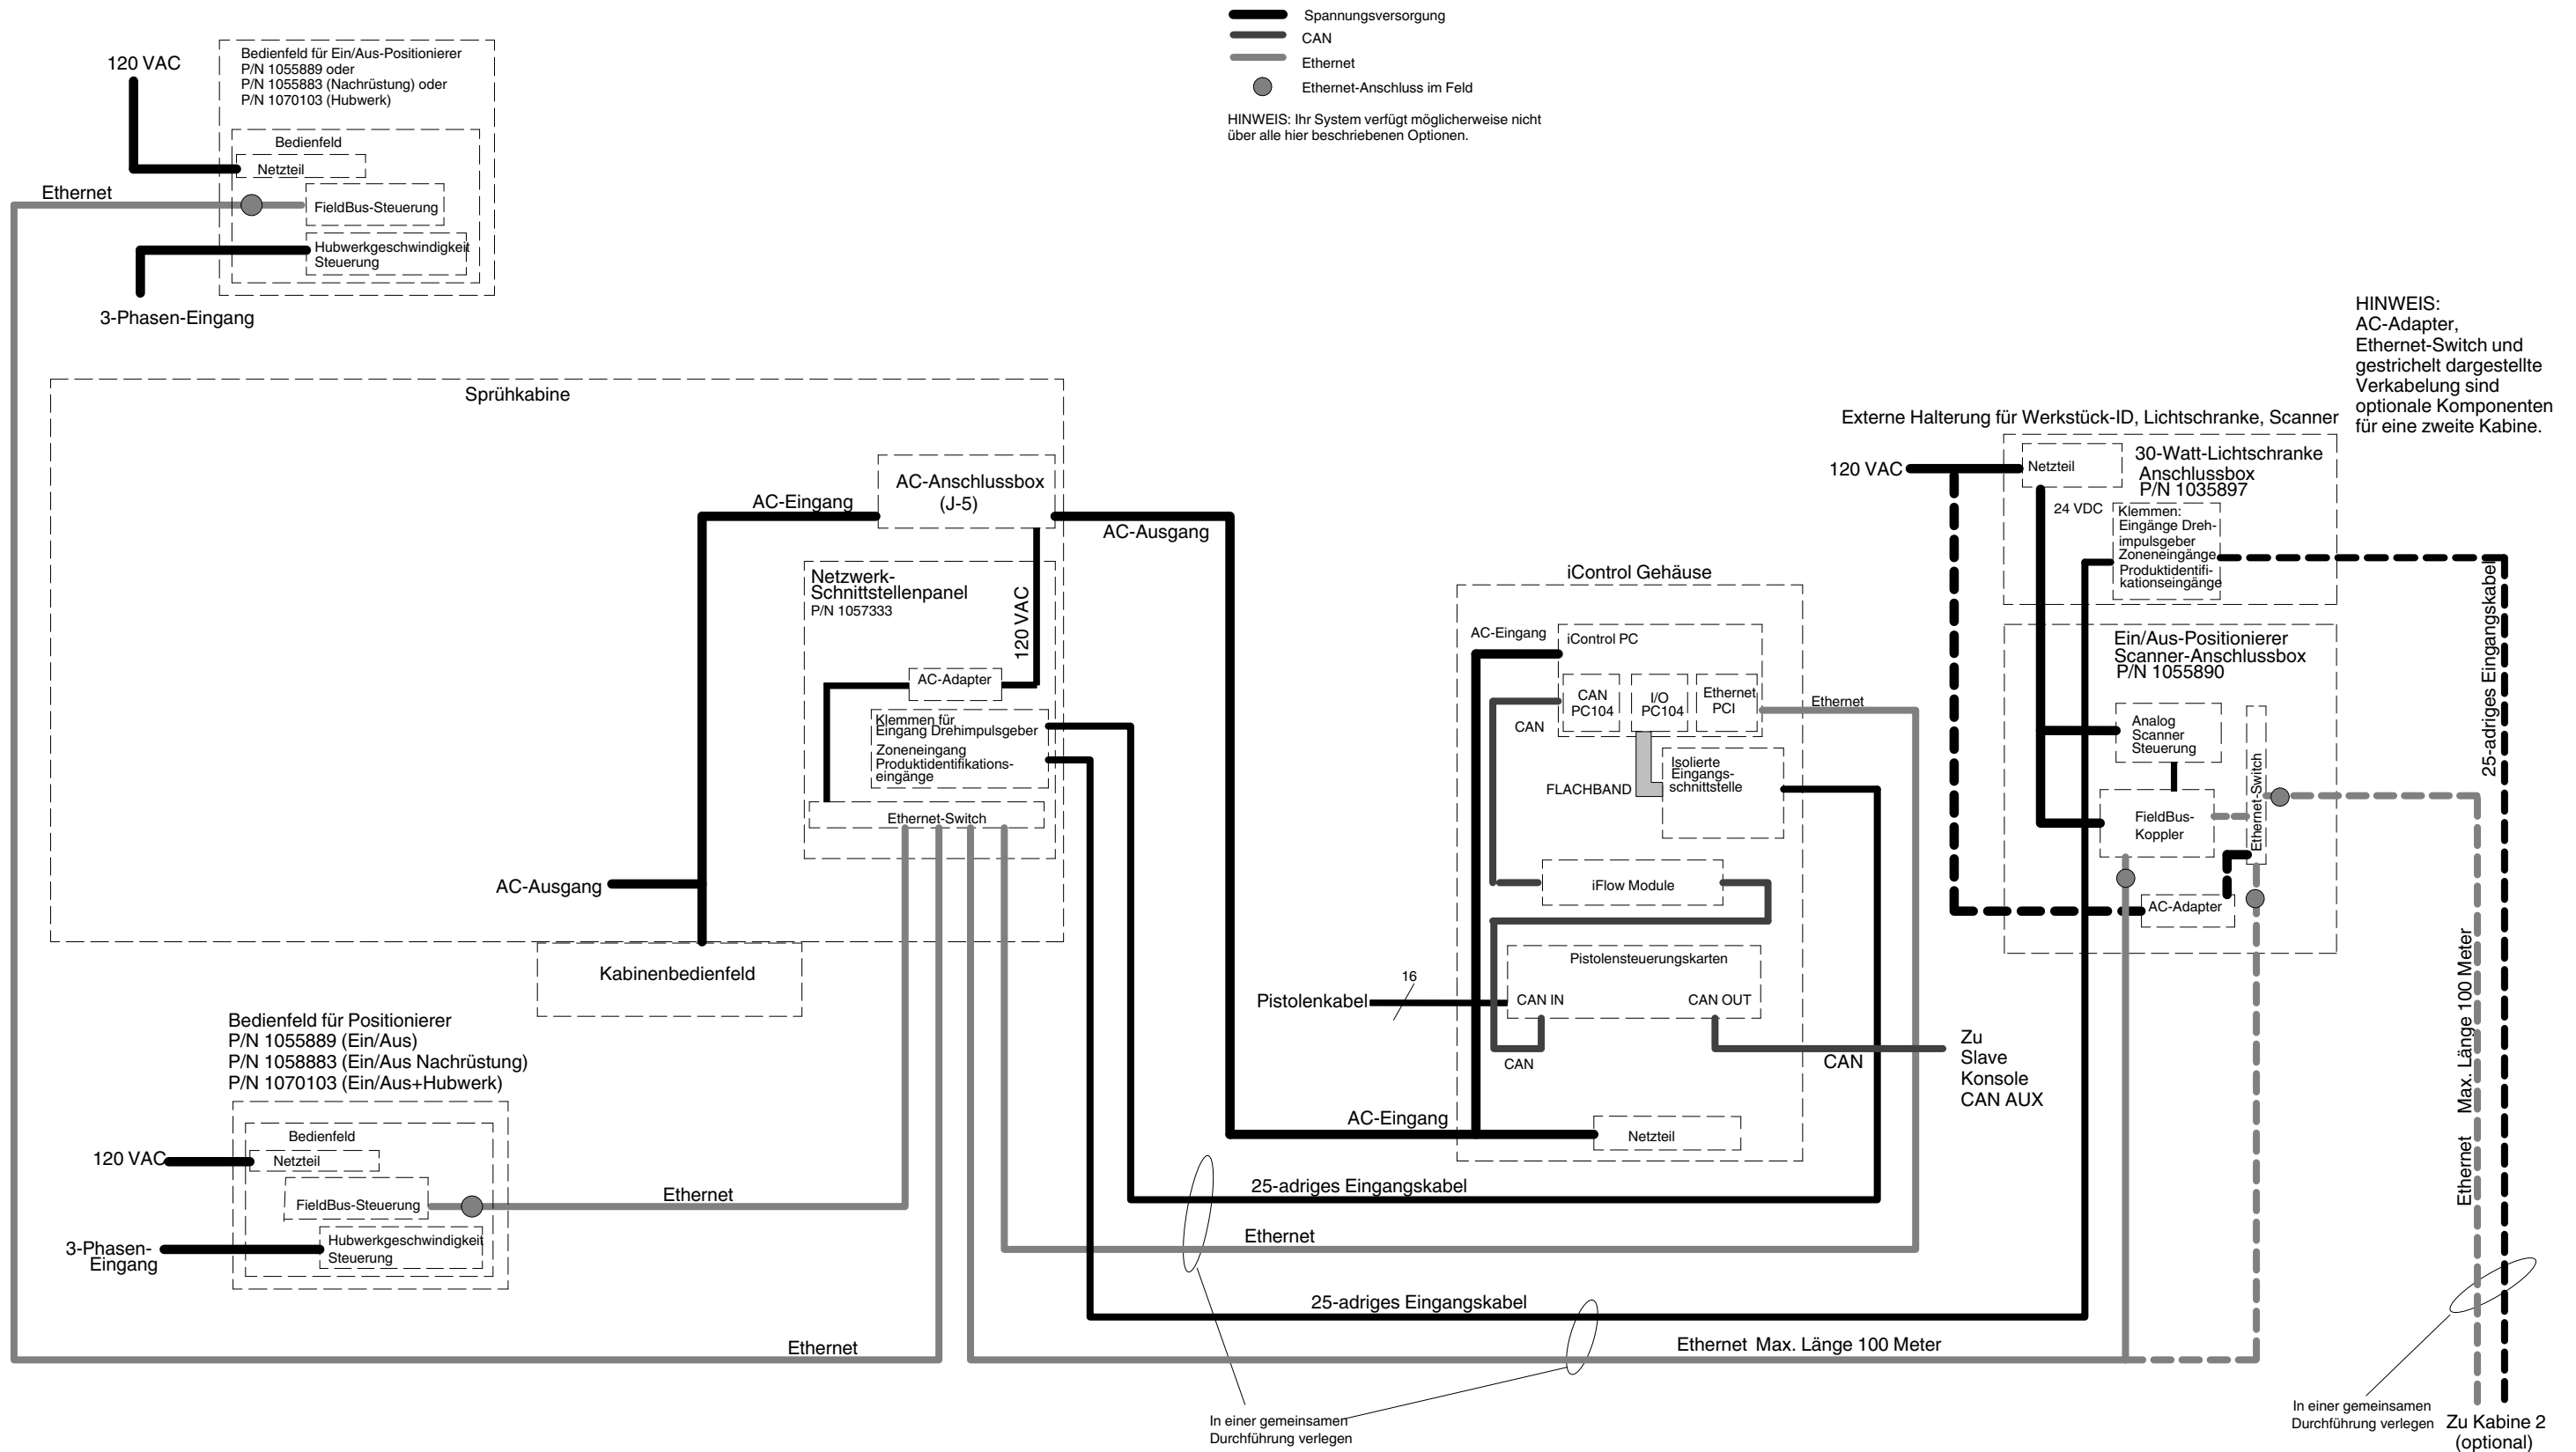 Spannungsversorgung
CAN
Ethernet
Ethernet-Anschluss im Feld
HINWEIS: Ihr System verfügt möglicherweise nicht
über alle hier beschriebenen Optionen.
120 VAC
Bedienfeld für Ein/Aus-Positionierer
P/N 1055889 oder
P/N 1055883 (Nachrüstung) oder
P/N 1070103 (Hubwerk)
Bedienfeld
Netzteil
Ethernet
FieldBus-Steuerung
Hubwerkgeschwindigkeit
Steuerung
3-Phasen-Eingang
Sprühkabine
AC-Anschlussbox
(J-5)
AC-Eingang
AC-Ausgang
Netzwerk-
Schnittstellenpanel
P/N 1057333
120 VAC
AC-Adapter
Klemmen für
Eingang Drehimpulsgeber
Zoneneingang
Produktidentifikations-
eingänge
Ethernet-Switch
AC-Ausgang
Kabinenbedienfeld
Bedienfeld für Positionierer
P/N 1055889 (Ein/Aus)
P/N 1058883 (Ein/Aus Nachrüstung)
P/N 1070103 (Ein/Aus+Hubwerk)
Bedienfeld
120 VAC
Netzteil
FieldBus-Steuerung
Ethernet
3-Phasen-
Eingang
Hubwerkgeschwindigkeit
Steuerung
Ethernet
iControl Gehäuse
AC-Eingang
iControl PC
CAN
PC104
I/O
PC104
Ethernet
PCI
Ethernet
CAN
FLACHBAND
Isolierte
Eingangs-
schnittstelle
iFlow Module
Pistolensteuerungskarten
16
Pistolenkabel
CAN IN
CAN OUT
CAN
CAN
Zu
Slave
Konsole
CAN AUX
AC-Eingang
Netzteil
25-adriges Eingangskabel
Ethernet
25-adriges Eingangskabel
Ethernet Max. Länge 100 Meter
In einer gemeinsamen
Durchführung verlegen
HINWEIS:
AC-Adapter,
Ethernet-Switch und
gestrichelt dargestellte
Verkabelung sind
optionale Komponenten
für eine zweite Kabine.
Externe Halterung für Werkstück-ID, Lichtschranke, Scanner
120 VAC
Netzteil
30-Watt-Lichtschranke
Anschlussbox
P/N 1035897
24 VDC
Klemmen:
Eingänge Dreh-
impulsgeber
Zoneneingänge
Produktidentifi-
kationseingänge
Ein/Aus-Positionierer
Scanner-Anschlussbox
P/N 1055890
Analog
Scanner
Steuerung
FieldBus-
Koppler
Ethernet-Switch
AC-Adapter
25-adriges Eingangskabel
Ethernet Max. Länge 100 Meter
In einer gemeinsamen
Durchführung verlegen
Zu Kabine 2
(optional)